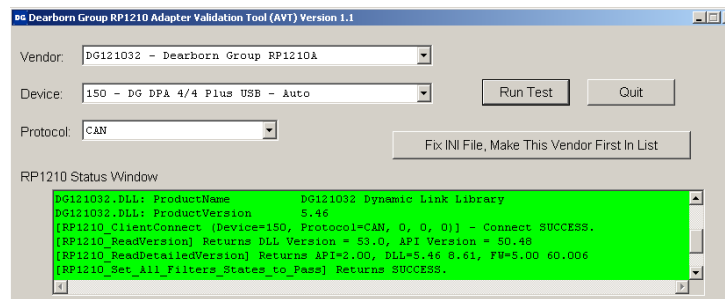 DG Dearborn Group RP1210 Adapter Validation Tool (AVT) Version 1.1
Vendor: DG121032 - Dearborn Group RP1210A
Device: 150 - DG DPA 4/4 Plus USB - Auto
Run Test Quit
Protocol: CAN
Fix INI File, Make This Vendor First In List
RP1210 Status Window
DG121032.DLL: ProductName DG121032 Dynamic Link Library
DG121032.DLL: ProductVersion 5.46
[RP1210_ClientConnect (Device=150, Protocol=CAN, 0, 0, 0)] - Connect SUCCESS.
[RP1210_ReadVersion] Returns DLL Version = 53.0, API Version = 50.48
[RP1210_ReadDetailedVersion] Returns API=2.00, DLL=5.46 8.61, FW=5.00 60.006
[RP1210_Set_All_Filters_States_to_Pass] Returns SUCCESS.